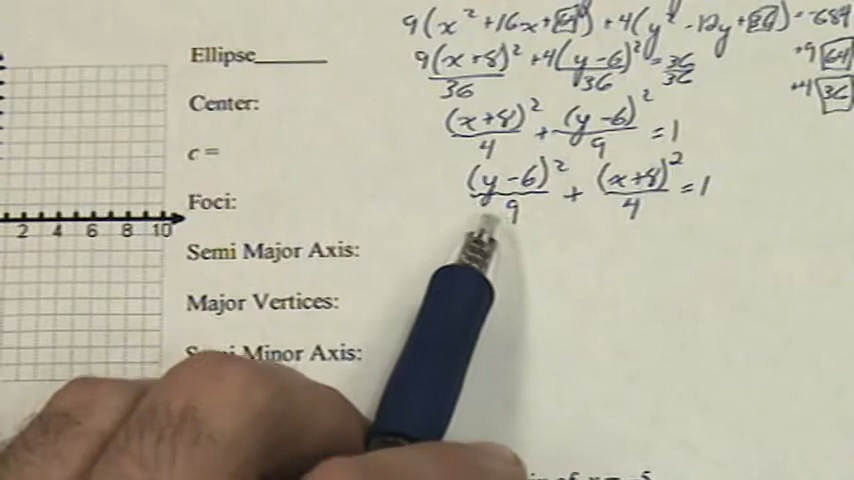 9(x² + 16x + 64) + 4(y² - 12y + 36) = -684
+9 64
9(x+8)²/36 + 4(y-6)²/36 = 36/36
+4 36
(x+8)²/4 + (y-6)²/9 = 1
(y-6)²/9 + (x+8)²/4 = 1
Ellipse______
Center:
c =
Foci:
Semi Major Axis:
Major Vertices:
Semi Minor Axis:
2 4 6 8 10